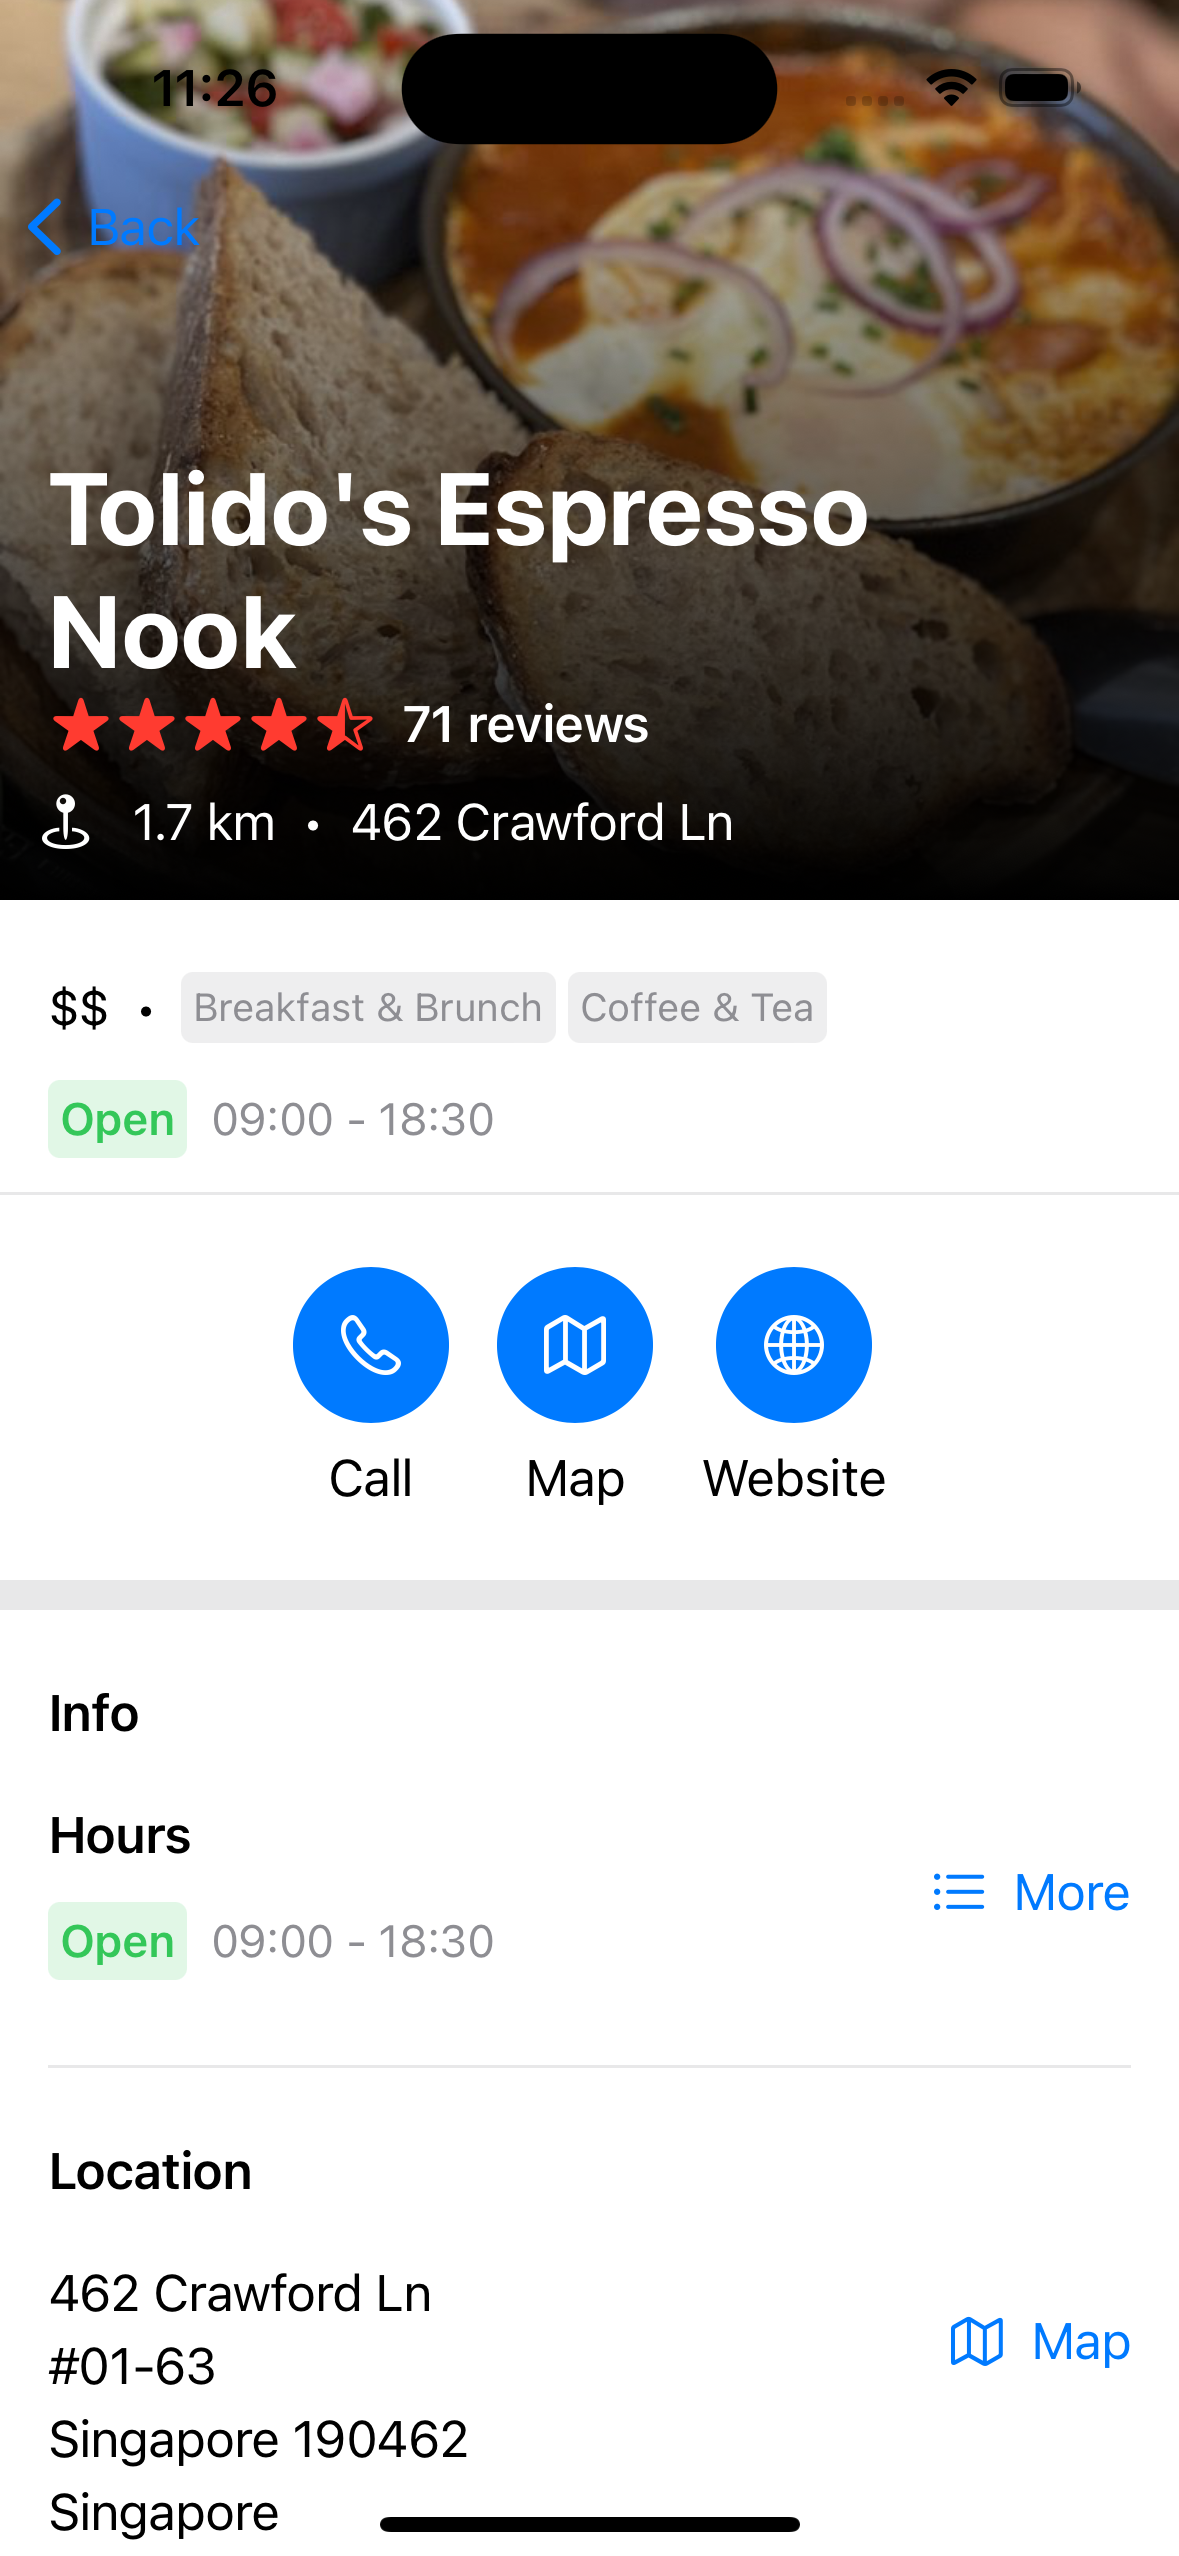 11:26
Back
Tolido's Espresso
Nook
71 reviews
1.7 km • 462 Crawford Ln
$$ • Breakfast & Brunch Coffee & Tea
Open 09:00 - 18:30
Call Map Website
Info
Hours
More
Open 09:00 - 18:30
Location
462 Crawford Ln
#01-63
Map
Singapore 190462
Singapore